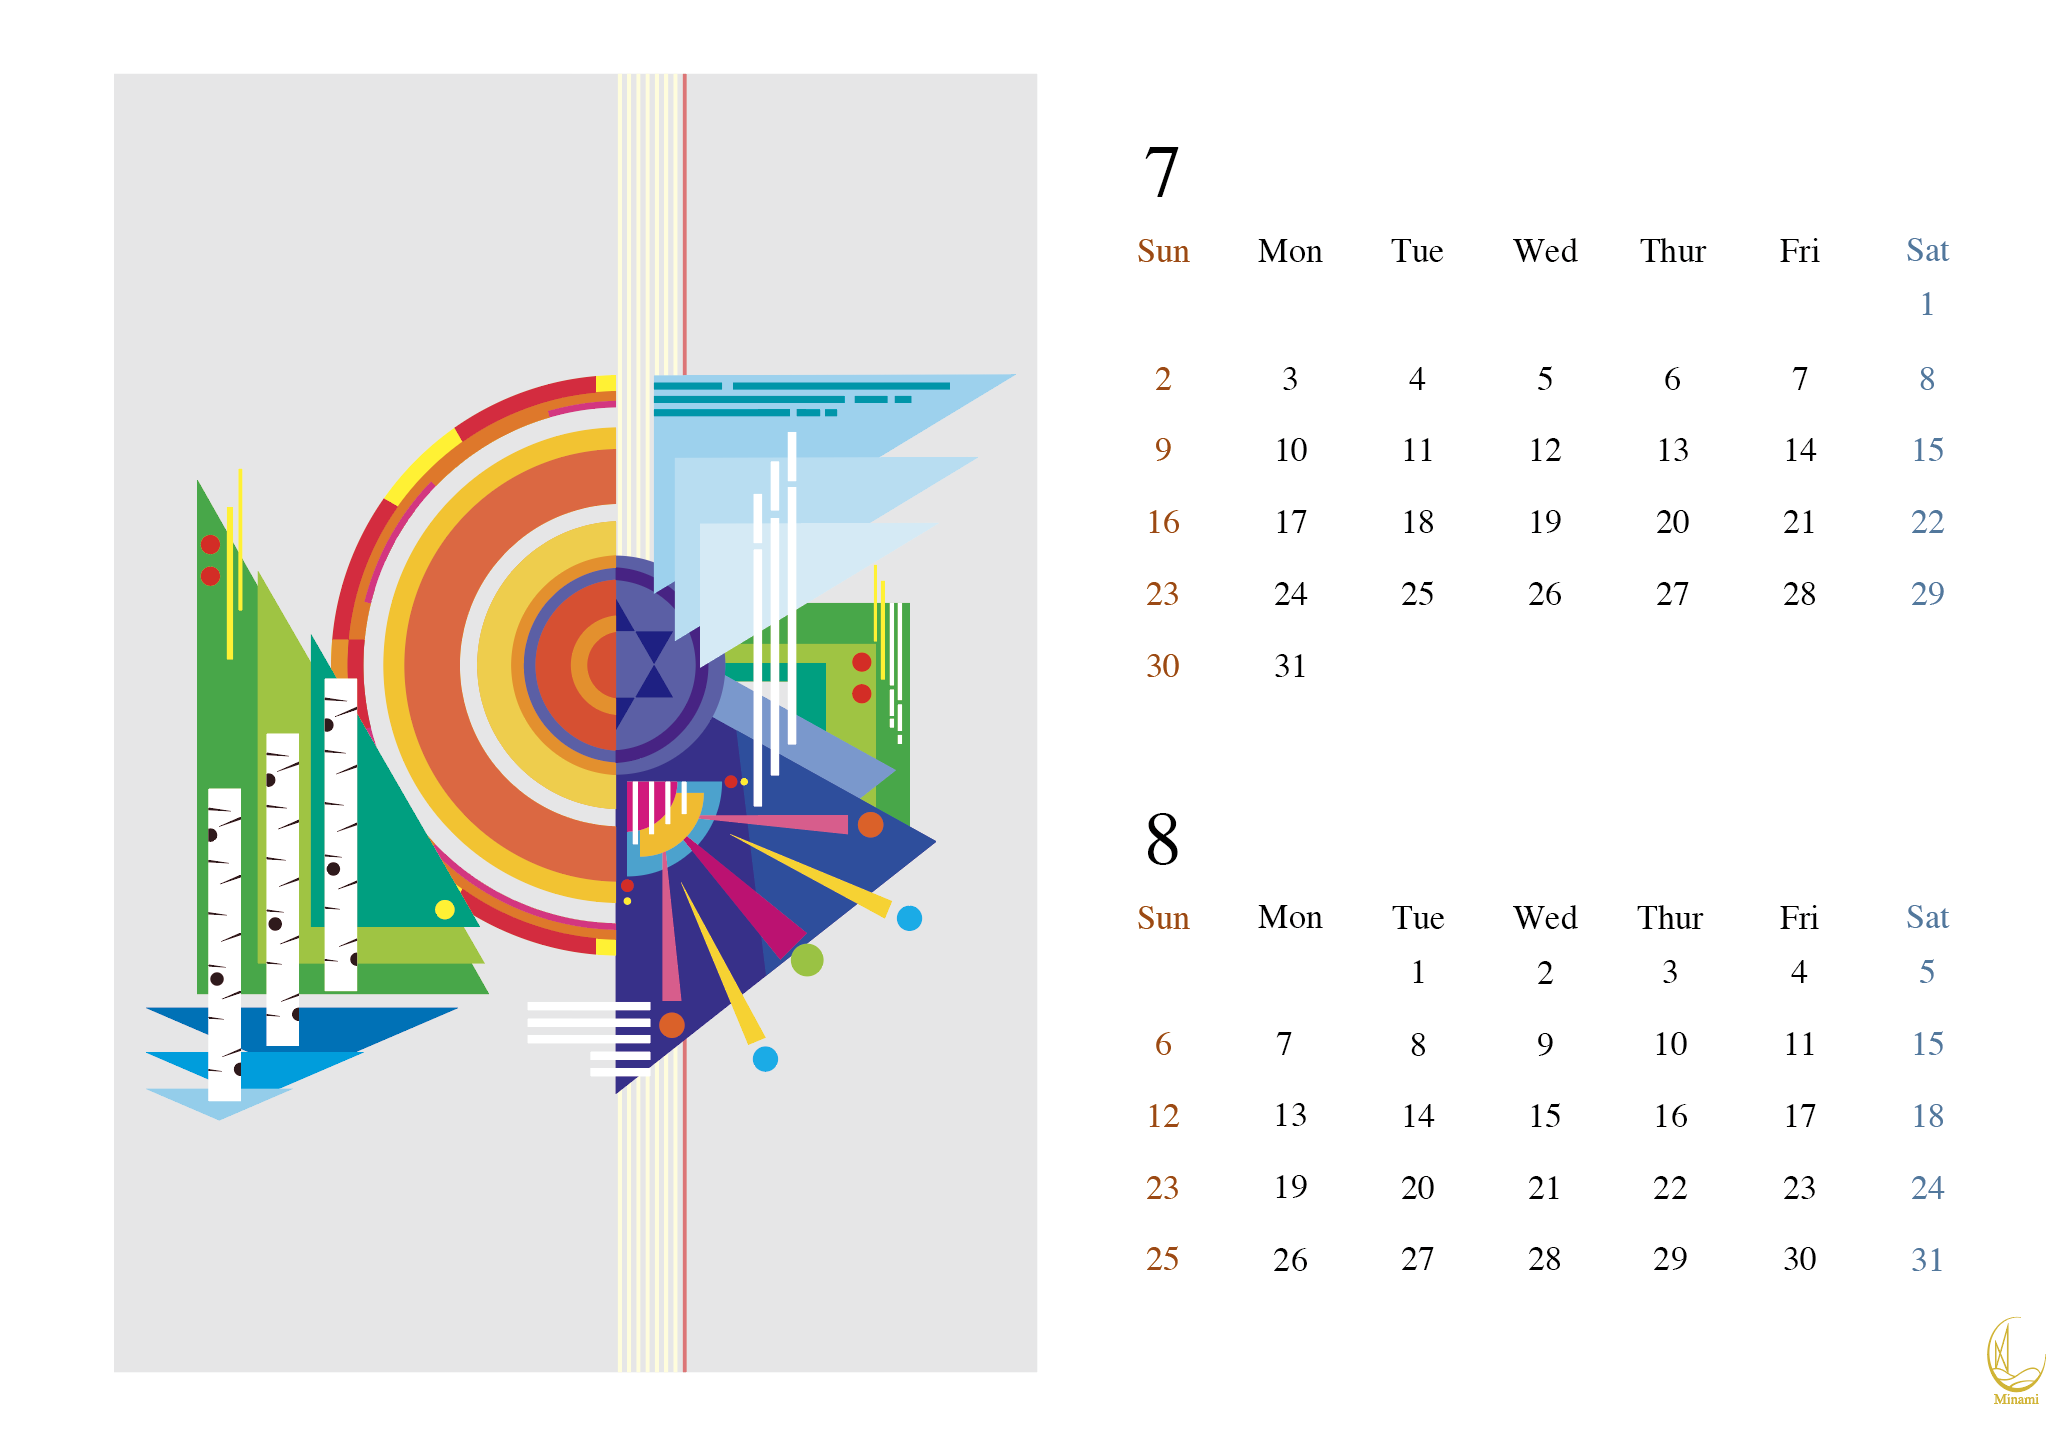 7
Sun Mon Tue Wed Thur Fri Sat
1
2 3 4 5 6 7 8
9 10 11 12 13 14 15
16 17 18 19 20 21 22
23 24 25 26 27 28 29
30 31
8
Sun Mon Tue Wed Thur Fri Sat
1 2 3 4 5
6 7 8 9 10 11 15
12 13 14 15 16 17 18
23 19 20 21 22 23 24
25 26 27 28 29 30 31
Minami